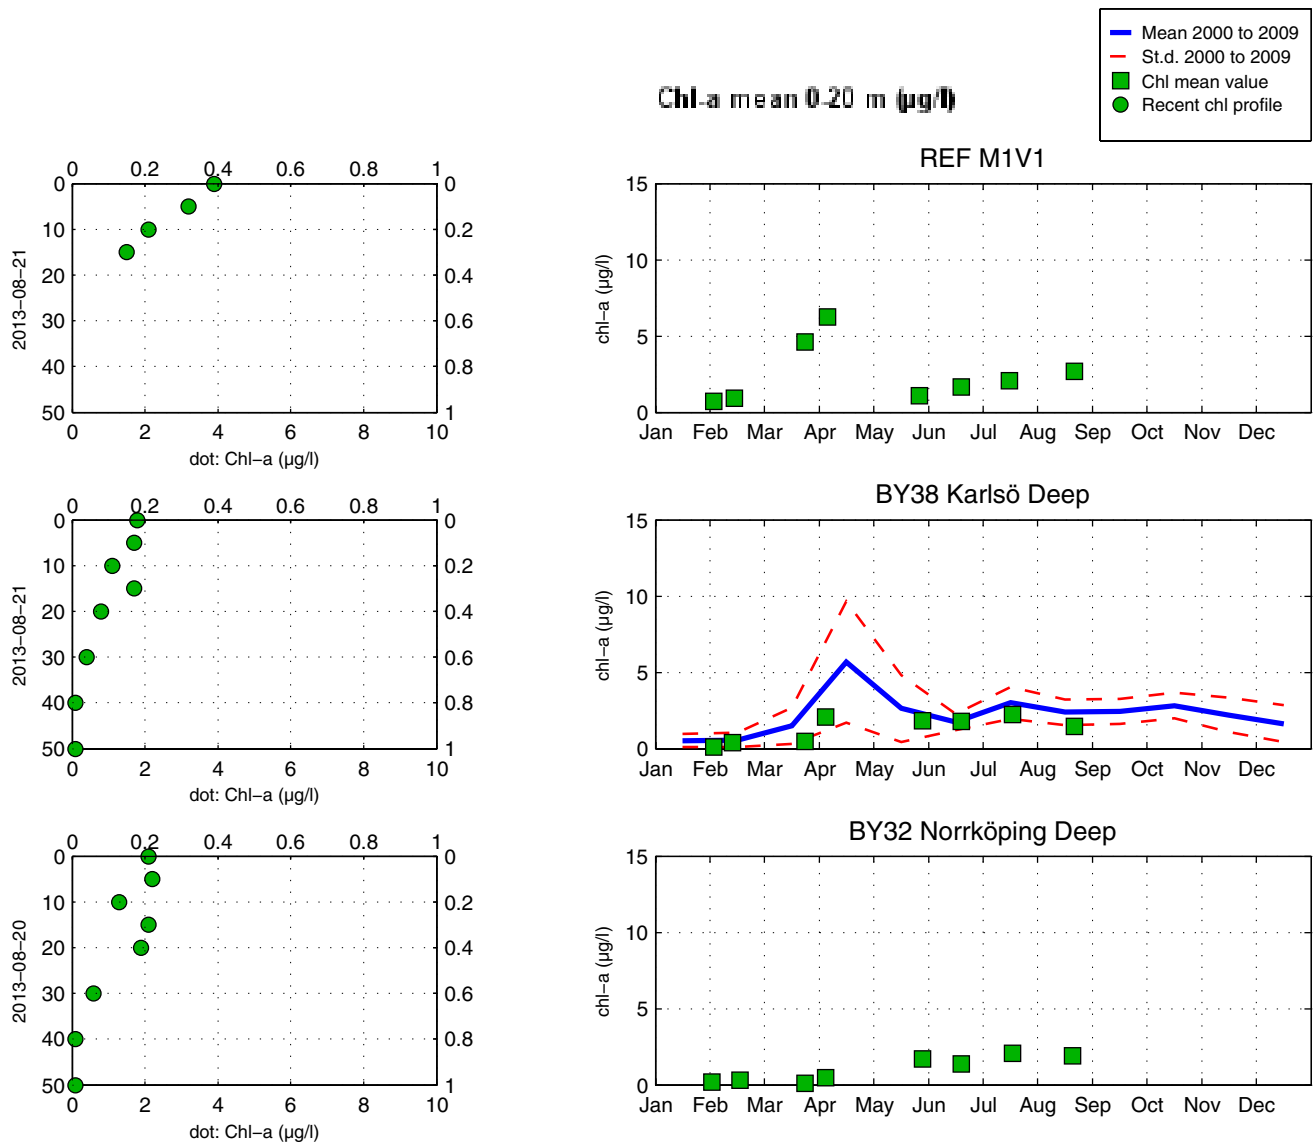 Mean 2000 to 2009
St.d. 2000 to 2009
Chl mean value
Recent chl profile
Chl-a mean 0-20 m (µg/l)
0 0.2 0.4 0.6 0.8 1
0 10 20 30 40 50
0 0.2 0.4 0.6 0.8 1
0 2 4 6 8 10
2013−08−21
dot: Chl−a (µg/l)
REF M1V1
15
10
5
0
chl−a (µg/l)
Jan Feb Mar Apr May Jun Jul Aug Sep Oct Nov Dec
0 0.2 0.4 0.6 0.8 1
0 10 20 30 40 50
0 0.2 0.4 0.6 0.8 1
0 2 4 6 8 10
2013−08−21
dot: Chl−a (µg/l)
BY38 Karlsö Deep
15
10
5
0
chl−a (µg/l)
Jan Feb Mar Apr May Jun Jul Aug Sep Oct Nov Dec
0 0.2 0.4 0.6 0.8 1
0 10 20 30 40 50
0 0.2 0.4 0.6 0.8 1
0 2 4 6 8 10
2013−08−20
dot: Chl−a (µg/l)
BY32 Norrköping Deep
15
10
5
0
chl−a (µg/l)
Jan Feb Mar Apr May Jun Jul Aug Sep Oct Nov Dec